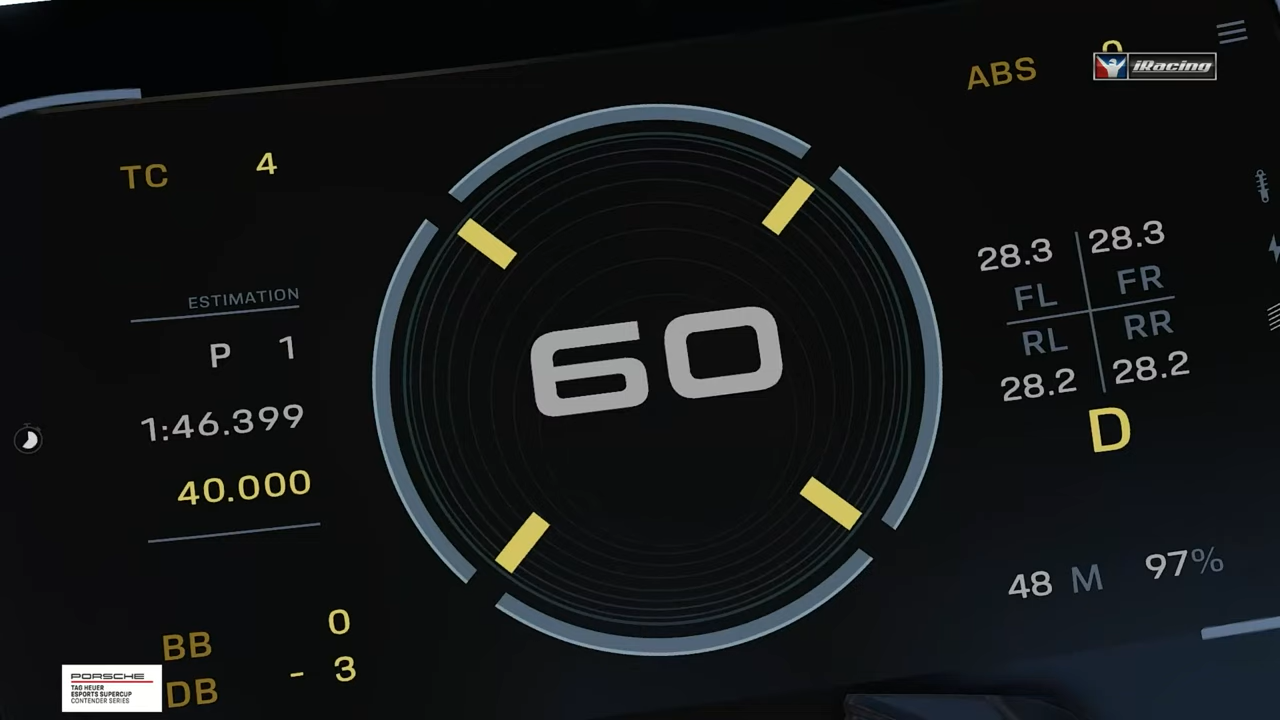 ABS
iRacing
TC 4
28.3 28.3
FL FR
RL RR
28.2 28.2
D
ESTIMATION
P 1
1:46.399
40.000
60
48 M 97%
BB 0
DB - 3
PORSCHE
TAG HEUER
ESPORTS SUPERCUP
CONTENDER SERIES